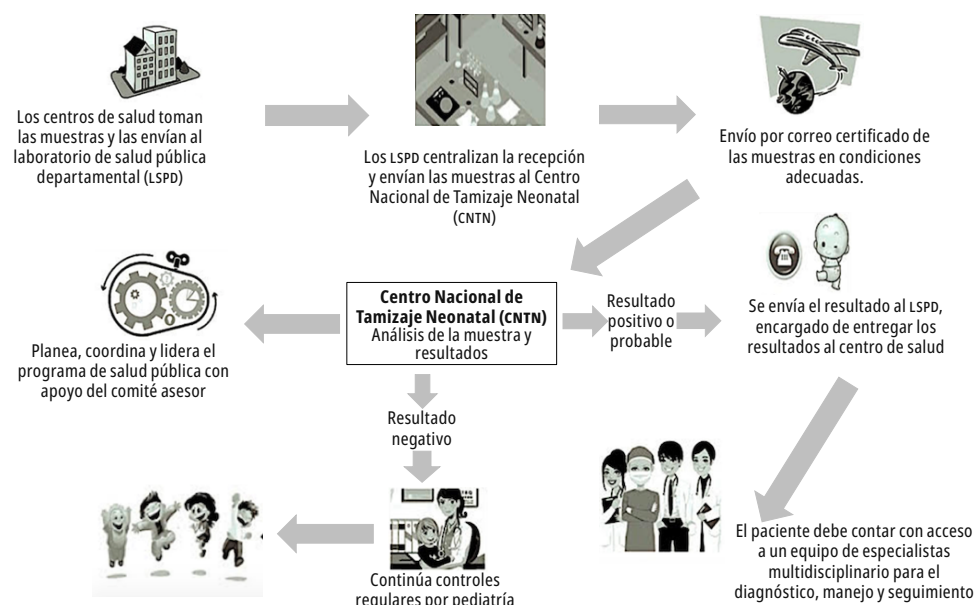 Los centros de salud toman
las muestras y las envían al
laboratorio de salud pública
departamental (LSPD)
Los LSPD centralizan la recepción
y envían las muestras al Centro
Nacional de Tamizaje Neonatal
(CNTN)
Envío por correo certificado de
las muestras en condiciones
adecuadas.
Planea, coordina y lidera el
programa de salud pública con
apoyo del comité asesor
Centro Nacional de
Tamizaje Neonatal (CNTN)
Análisis de la muestra y
resultados
Resultado
positivo o
probable
Se envía el resultado al LSPD,
encargado de entregar los
resultados al centro de salud
Resultado
negativo
Continúa controles
regulares por pediatría
El paciente debe contar con acceso
a un equipo de especialistas
multidisciplinario para el
diagnóstico, manejo y seguimiento